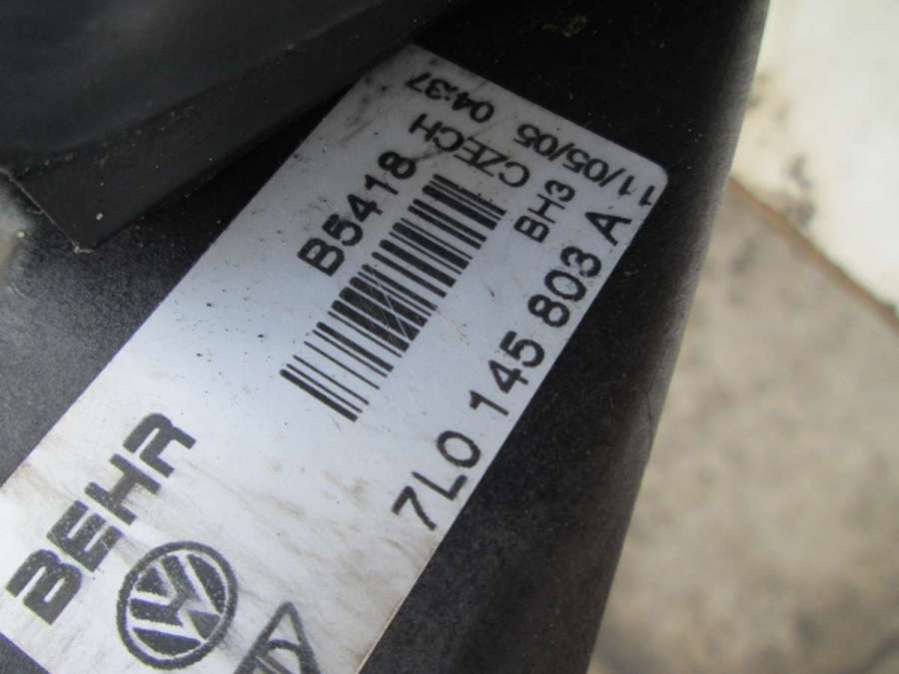 BEHR
B5418 CZECH 04:37
BH3 11/05/05
7L0 145 803 A